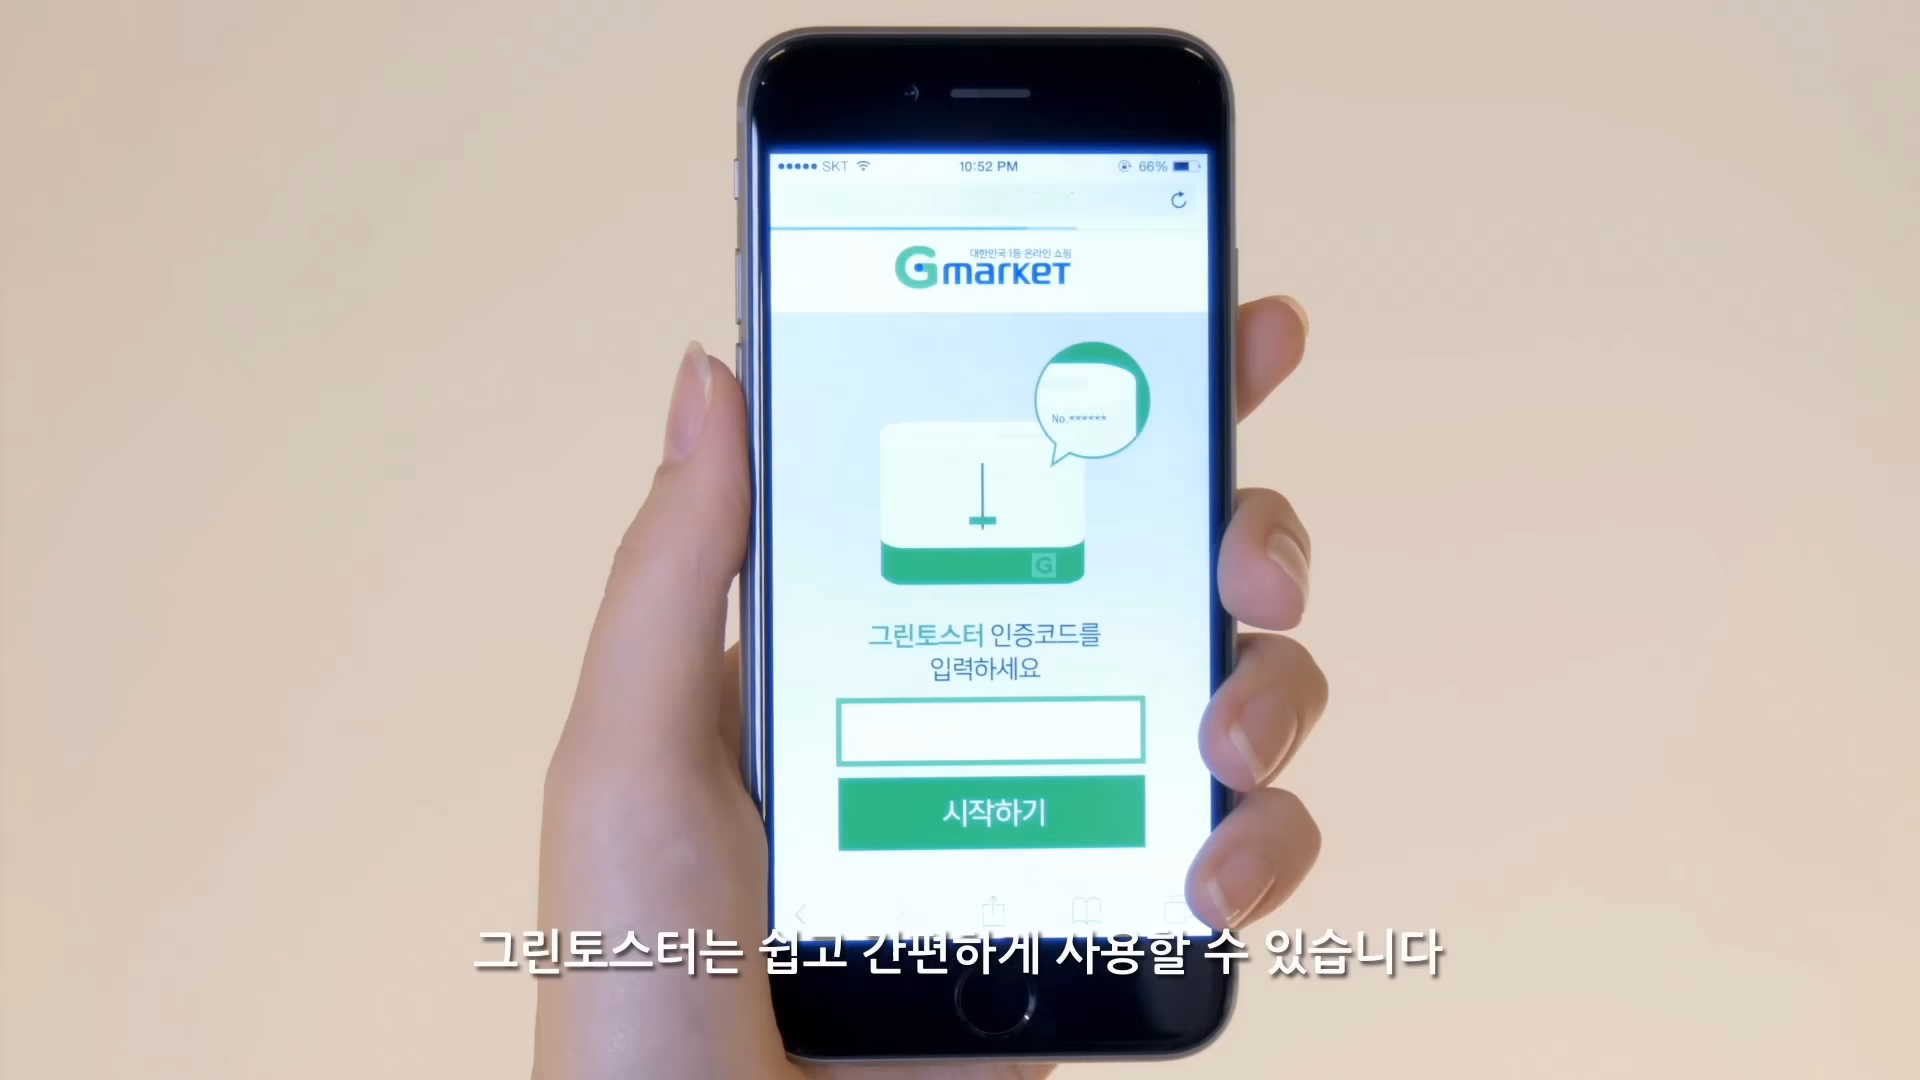 SKT 10:52 PM 66%
대한민국 1등 온라인 쇼핑
Gmarket
No.******
G
그린토스터 인증코드를
입력하세요
시작하기
그린토스터는 쉽고 간편하게 사용할 수 있습니다